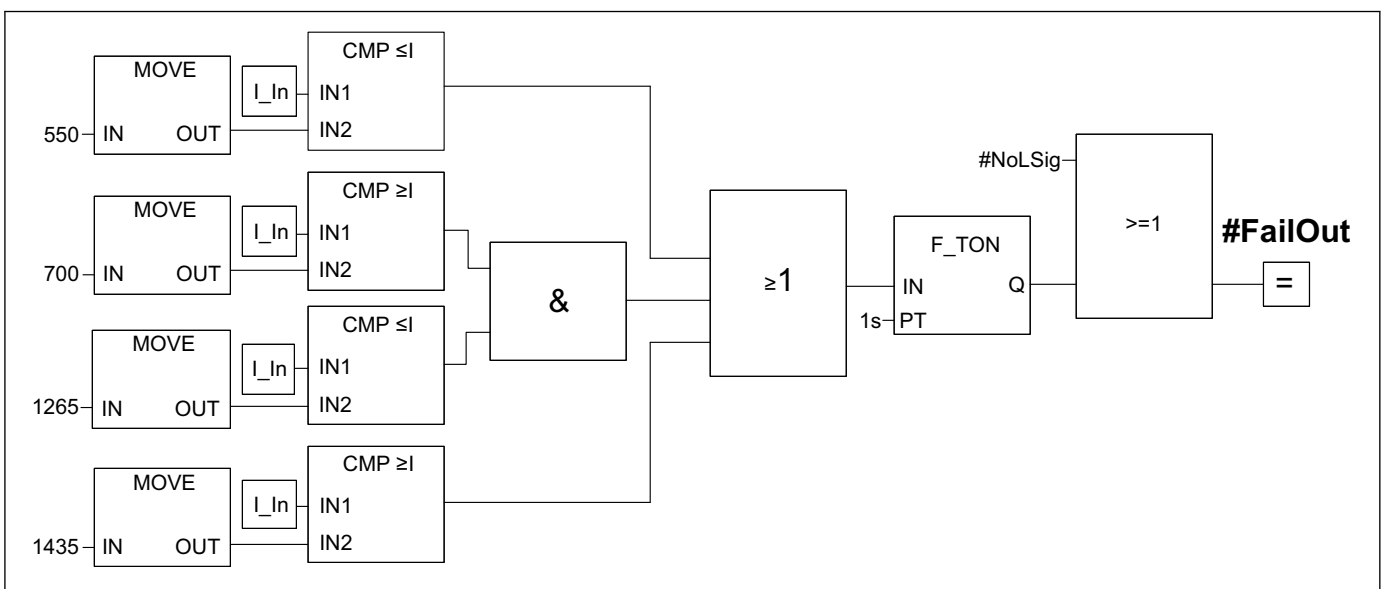 MOVE
550
IN
OUT
I_In
CMP ≤I
IN1
IN2
MOVE
700
IN
OUT
I_In
CMP ≥I
IN1
IN2
MOVE
1265
IN
OUT
I_In
CMP ≤I
IN1
IN2
MOVE
1435
IN
OUT
I_In
CMP ≥I
IN1
IN2
&
≥1
F_TON
IN
Q
1s
PT
#NoLSig
>=1
#FailOut
=